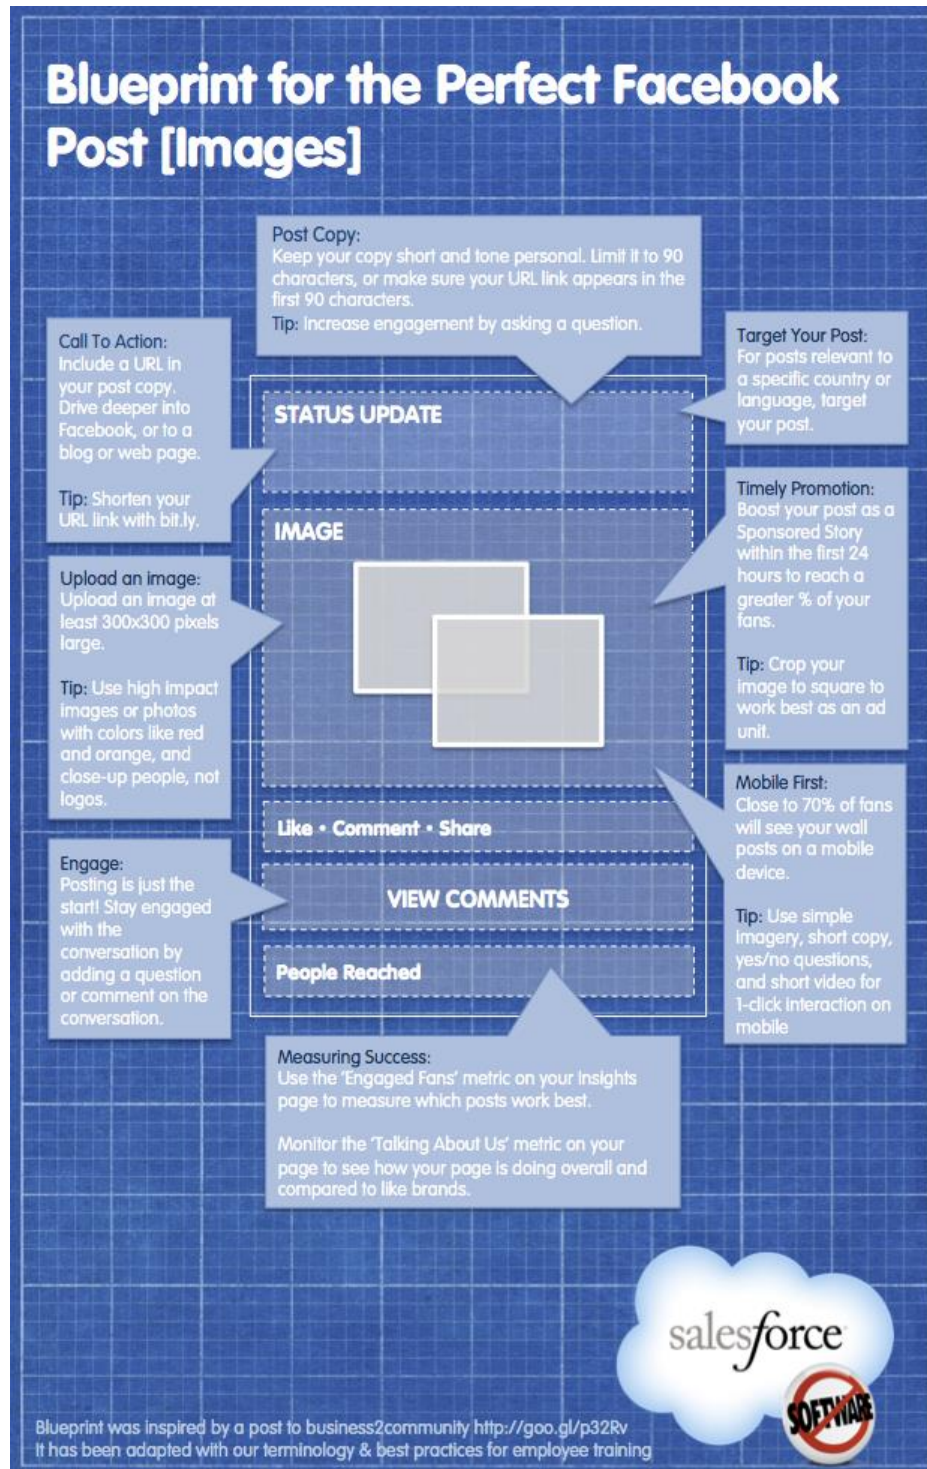 Blueprint for the Perfect Facebook
Post [Images]
Post Copy:
Keep your copy short and tone personal. Limit it to 90
characters, or make sure your URL link appears in the
first 90 characters.
Tip: Increase engagement by asking a question.
Call To Action:
Include a URL in
your post copy.
Drive deeper into
Facebook, or to a
blog or web page.
Tip: Shorten your
URL link with bit.ly.
Target Your Post:
For posts relevant to
a specific country or
language, target
your post.
STATUS UPDATE
Timely Promotion:
Boost your post as a
Sponsored Story
within the first 24
hours to reach a
greater % of your
fans.
Tip: Crop your
image to square to
work best as an ad
unit.
IMAGE
Upload an image:
Upload an image at
least 300x300 pixels
large.
Tip: Use high impact
images or photos
with colors like red
and orange, and
close-up people, not
logos.
Mobile First:
Close to 70% of fans
will see your wall
posts on a mobile
device.
Tip: Use simple
imagery, short copy,
yes/no questions,
and short video for
1-click interaction on
mobile
Like • Comment • Share
Engage:
Posting is just the
start! Stay engaged
with the
conversation by
adding a question
or comment on the
conversation.
VIEW COMMENTS
People Reached
Measuring Success:
Use the 'Engaged Fans' metric on your Insights
page to measure which posts work best.
Monitor the 'Talking About Us' metric on your
page to see how your page is doing overall and
compared to like brands.
salesforce
SOFTWARE
Blueprint was inspired by a post to business2community http://goo.gl/p32Rv
It has been adapted with our terminology & best practices for employee training